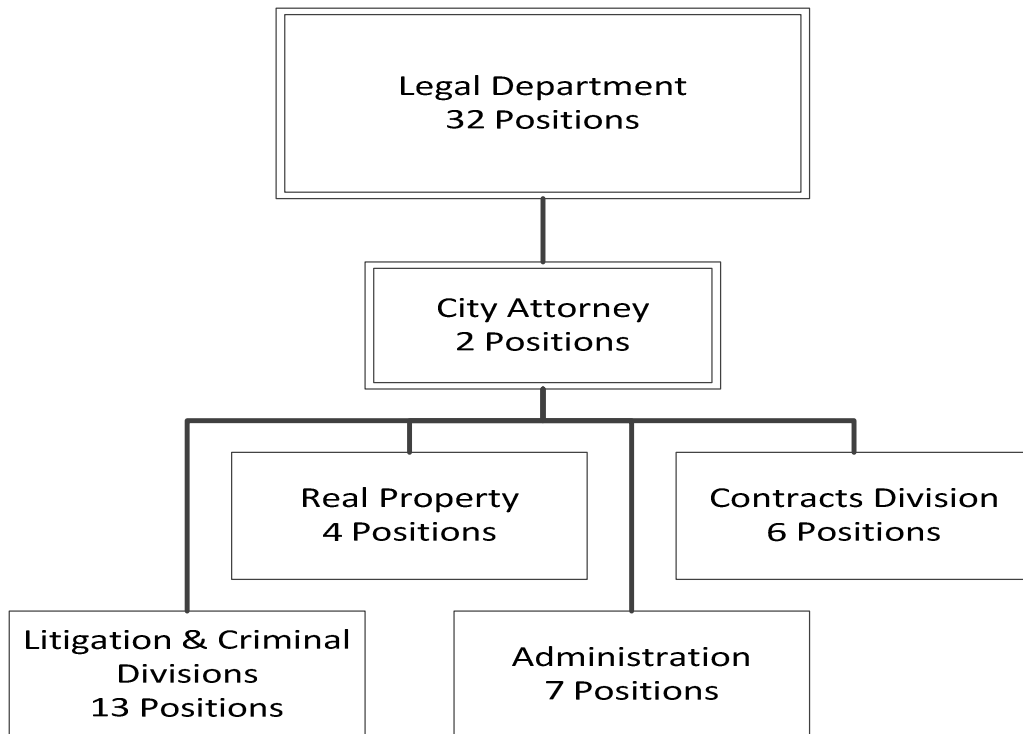 Legal Department
32 Positions
City Attorney
2 Positions
Real Property
4 Positions
Contracts Division
6 Positions
Litigation & Criminal
Divisions
13 Positions
Administration
7 Positions